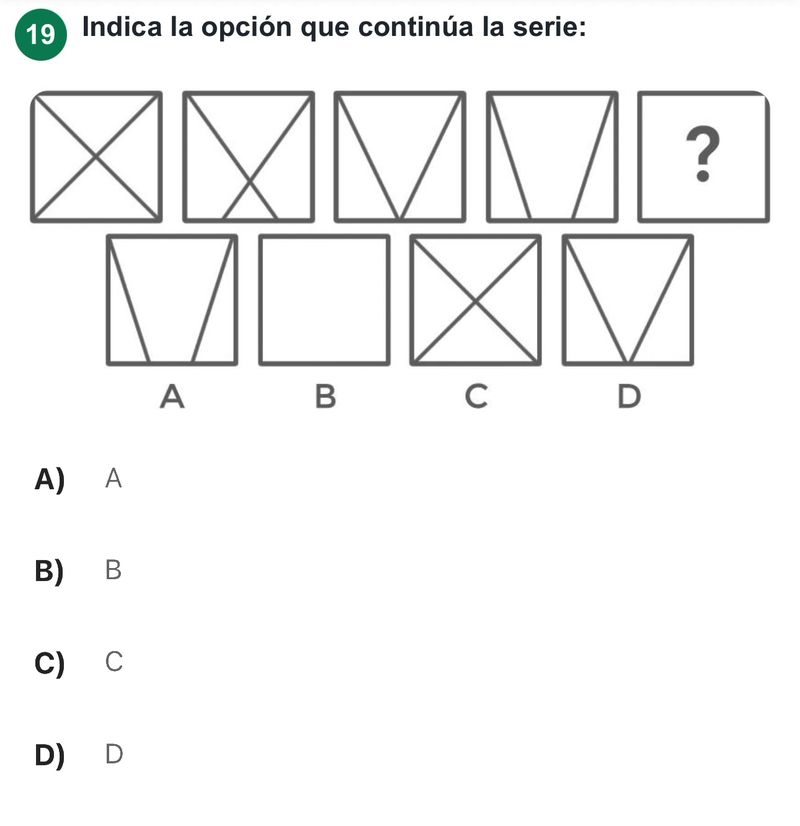 19 Indica la opción que continúa la serie:
?
A B C D
A) A
B) B
C) C
D) D